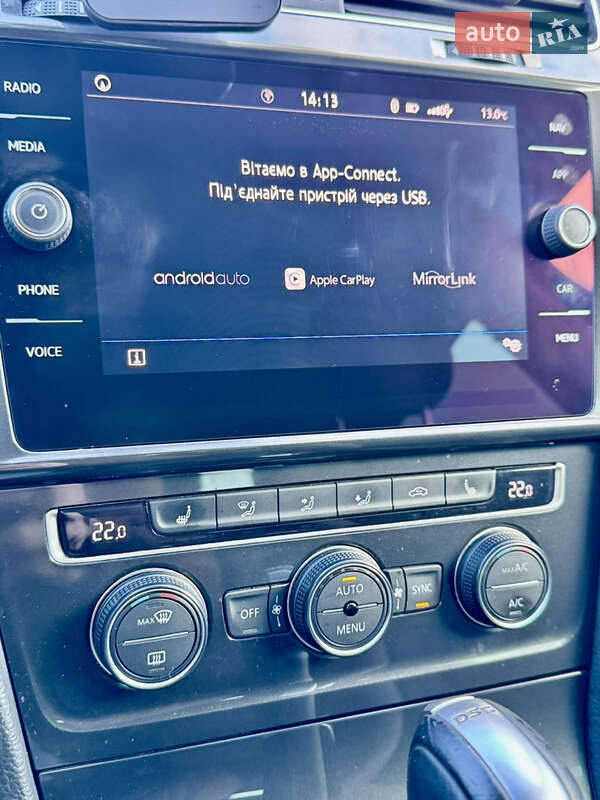 auto RIA
.com
RADIO
MEDIA
PHONE
VOICE
14:13
13.0°C
Вітаємо в App-Connect.
Під'єднайте пристрій через USB.
androidauto
Apple CarPlay
MirrorLink
i
NAV
APP
CAR
MENU
22.0
22.0
MAX
OFF
AUTO
MENU
SYNC
MAX A/C
A/C
DSG